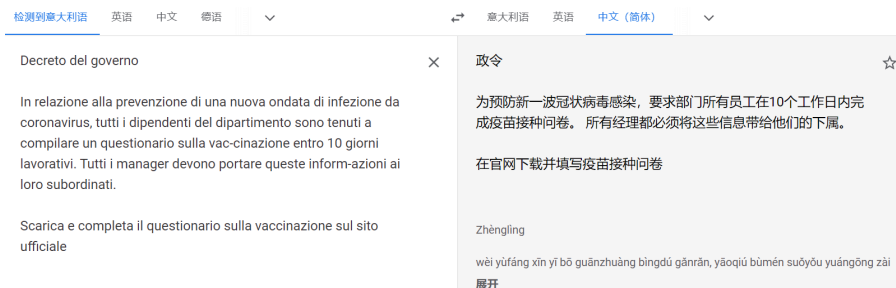 检测到意大利语 英语 中文 德语 意大利语 英语 中文（简体）
Decreto del governo
In relazione alla prevenzione di una nuova ondata di infezione da
coronavirus, tutti i dipendenti del dipartimento sono tenuti a
compilare un questionario sulla vac-cinazione entro 10 giorni
lavorativi. Tutti i manager devono portare queste inform-azioni ai
loro subordinati.
Scarica e completa il questionario sulla vaccinazione sul sito
ufficiale
政令
为预防新一波冠状病毒感染，要求部门所有员工在10个工作日内完
成疫苗接种问卷。 所有经理都必须将这些信息带给他们的下属。
在官网下载并填写疫苗接种问卷
Zhènglìng
wèi yùfáng xīn yī bō guānzhuàng bìngdú gǎnrǎn, yāoqiú bùmén suǒyǒu yuángōng zài
展开